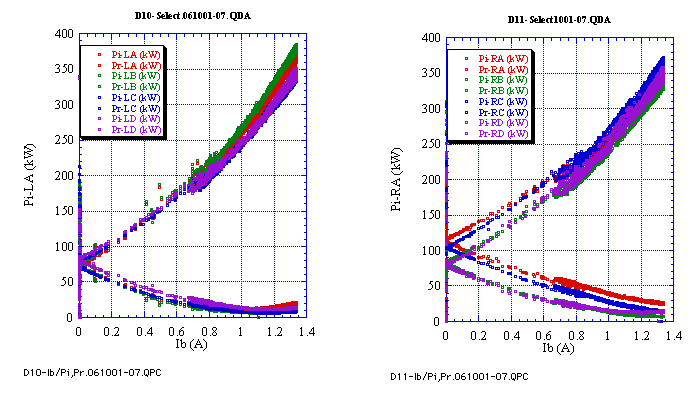 D10- Select 061001-07.QDA
400
350
300
250
200
150
100
50
0
Pi-LA (kW)
Pi-LA (kW)
Pr-LA (kW)
Pi-LB (kW)
Pr-LB (kW)
Pi-LC (kW)
Pr-LC (kW)
Pi-LD (kW)
Pr-LD (kW)
0 0.2 0.4 0.6 0.8 1 1.2 1.4
Ib (A)
D10-Ib/Pi,Pr.061001-07.QPC
D11- Select1001-07.QDA
400
350
300
250
200
150
100
50
0
Pi-RA (kW)
Pi-RA (kW)
Pr-RA (kW)
Pi-RB (kW)
Pr-RB (kW)
Pi-RC (kW)
Pr-RC (kW)
Pi-RD (kW)
Pr-RD (kW)
0 0.2 0.4 0.6 0.8 1 1.2 1.4
Ib (A)
D11-Ib/Pi,Pr.061001-07.QPC